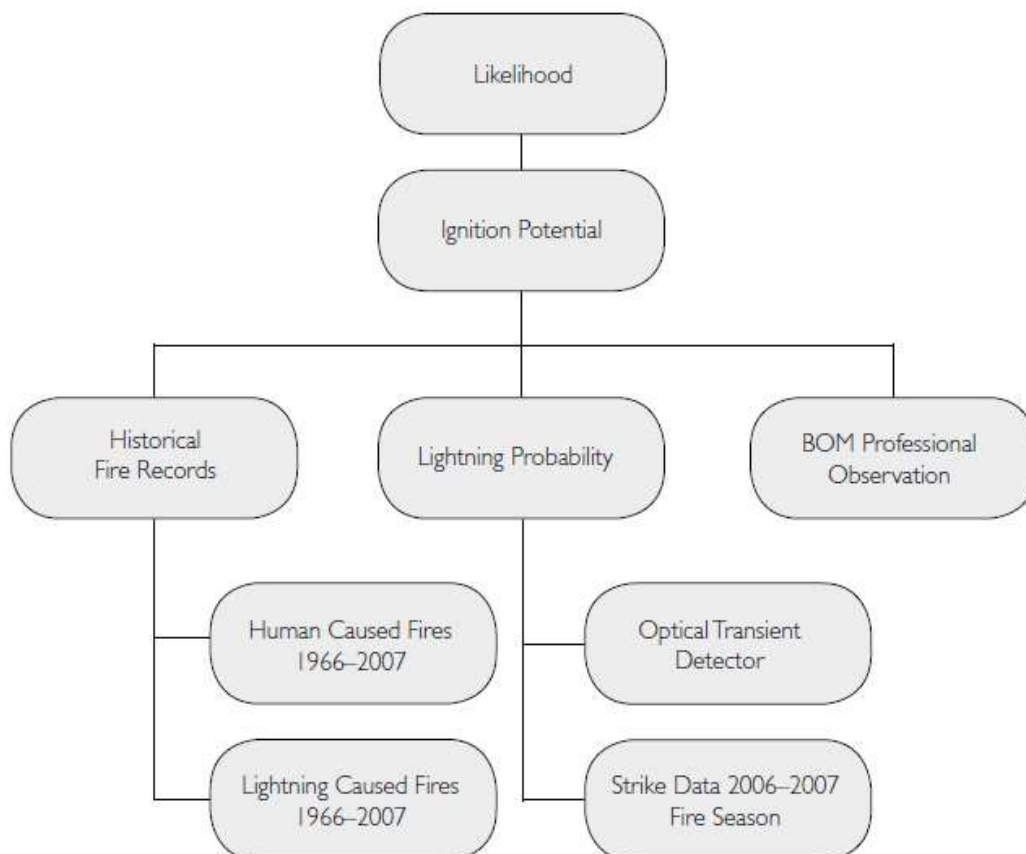 Likelihood
Ignition Potential
Historical
Fire Records
Lightning Probability
BOM Professional
Observation
Human Caused Fires
1966–2007
Optical Transient
Detector
Lightning Caused Fires
1966–2007
Strike Data 2006–2007
Fire Season